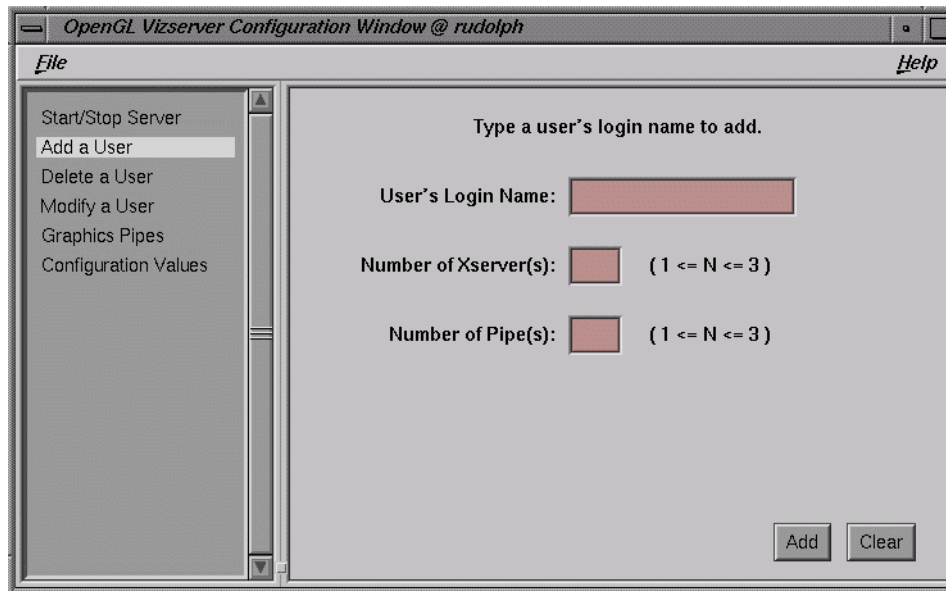 OpenGL Vizserver Configuration Window @ rudolph
File Help
Start/Stop Server
Add a User
Delete a User
Modify a User
Graphics Pipes
Configuration Values
Type a user's login name to add.
User's Login Name:
Number of Xserver(s): ( 1 <= N <= 3 )
Number of Pipe(s): ( 1 <= N <= 3 )
Add Clear